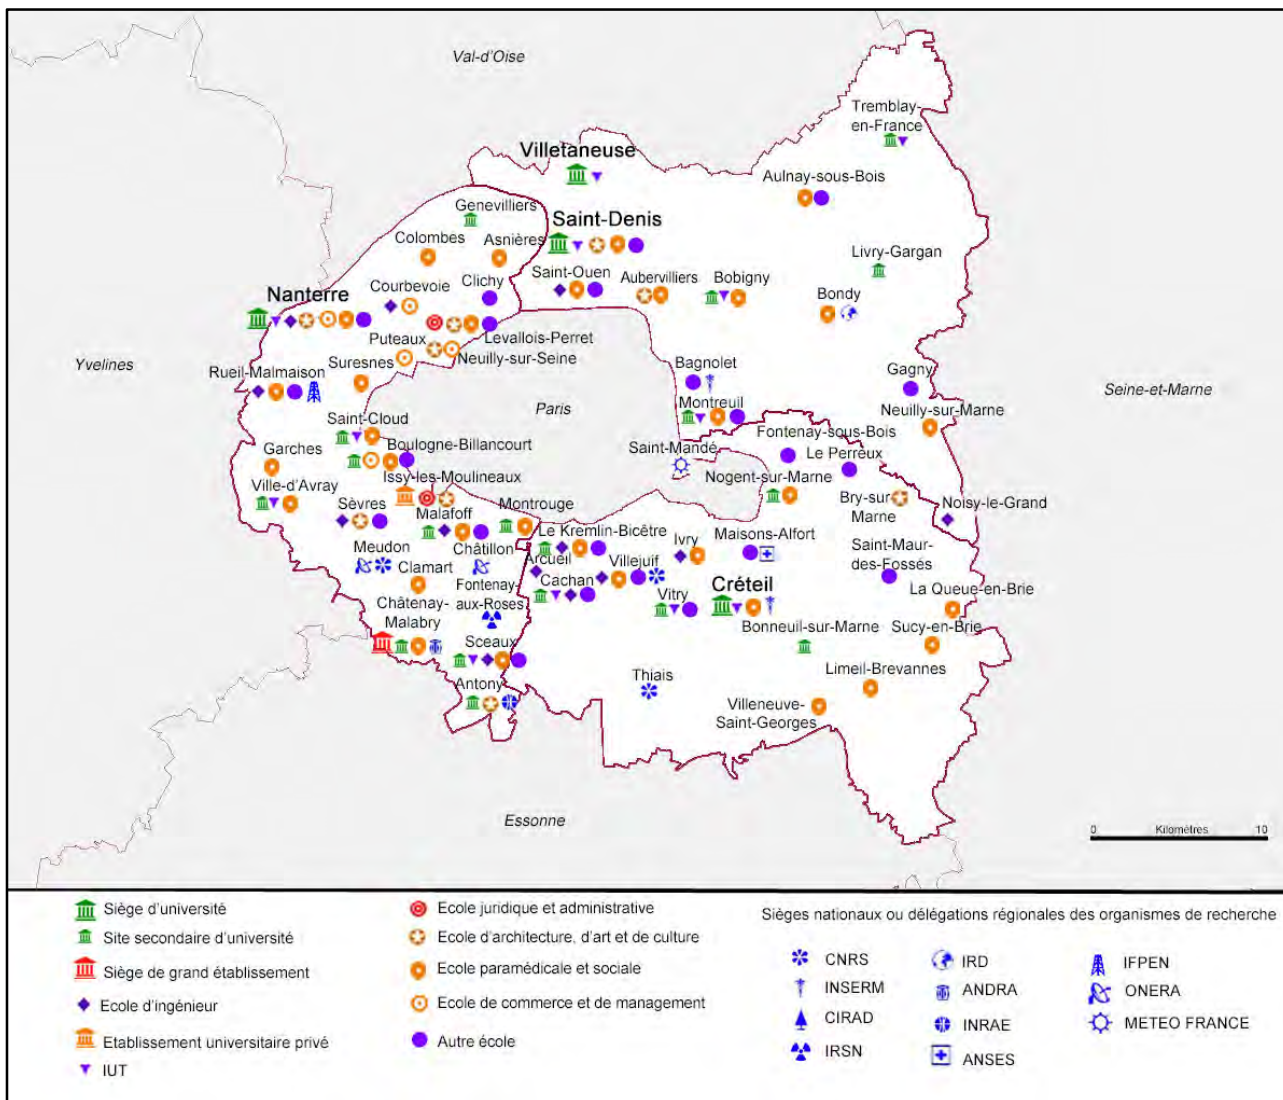 Val-d'Oise
Tremblay-
en-France
Villetaneuse
Aulnay-sous-Bois
Genevilliers
Saint-Denis
Colombes
Asnières
Livry-Gargan
Saint-Ouen
Aubervilliers
Bobigny
Courbevoie
Clichy
Bondy
Nanterre
Puteaux
Levallois-Perret
Neuilly-sur-Seine
Yvelines
Suresnes
Rueil-Malmaison
Bagnolet
Gagny
Seine-et-Marne
Paris
Montreuil
Neuilly-sur-Marne
Saint-Cloud
Fontenay-sous-Bois
Boulogne-Billancourt
Saint-Mandé
Le Perreux
Garches
Issy-les-Moulineaux
Nogent-sur-Marne
Ville-d'Avray
Sèvres
Montrouge
Bry-sur
Marne
Noisy-le-Grand
Malafoff
Le Kremlin-Bicêtre
Ivry
Maisons-Alfort
Meudon
Châtillon
Arcueil
Villejuif
Saint-Maur-
des-Fossés
Clamart
Cachan
Créteil
Fontenay-
aux-Roses
Vitry
La Queue-en-Brie
Châtenay-
Malabry
Bonneuil-sur-Marne
Sucy-en-Brie
Sceaux
Limeil-Brevannes
Thiais
Antony
Villeneuve-
Saint-Georges
Essonne
0 Kilométres 10
Siège d'université
Site secondaire d'université
Siège de grand établissement
Ecole d'ingénieur
Etablissement universitaire privé
IUT
Ecole juridique et administrative
Ecole d'architecture, d'art et de culture
Ecole paramédicale et sociale
Ecole de commerce et de management
Autre école
Sièges nationaux ou délégations régionales des organismes de recherche
CNRS
INSERM
CIRAD
IRSN
IRD
ANDRA
INRAE
ANSES
IFPEN
ONERA
METEO FRANCE